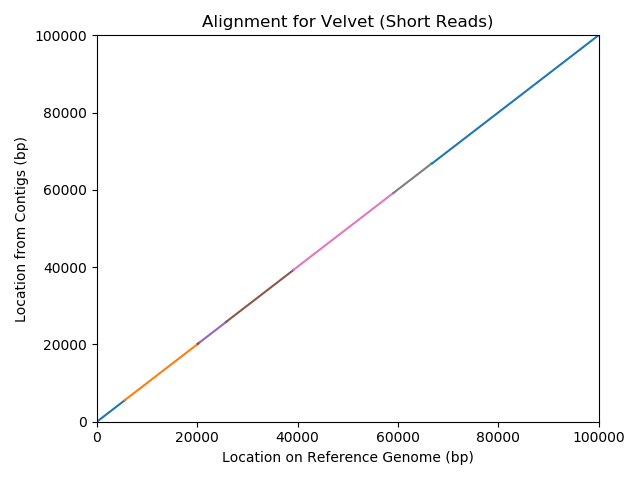 Alignment for Velvet (Short Reads)
100000
80000
60000
40000
20000
0
Location from Contigs (bp)
0 20000 40000 60000 80000 100000
Location on Reference Genome (bp)